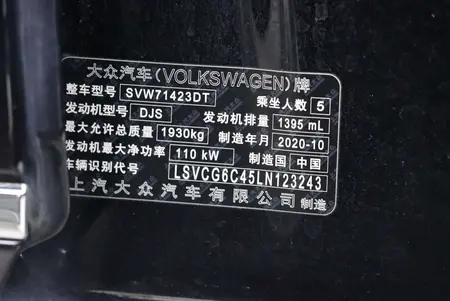 大众汽车(VOLKSWAGEN)牌
整车型号 SVW71423DT 乘坐人数 5
发动机型号 DJS 发动机排量 1395 mL
最大允许总质量 1930kg 制造年月 2020-10
发动机最大净功率 110 kW 制造国 中国
车辆识别代号 LSVCG6C45LN123243
上汽大众汽车有限公司 制造